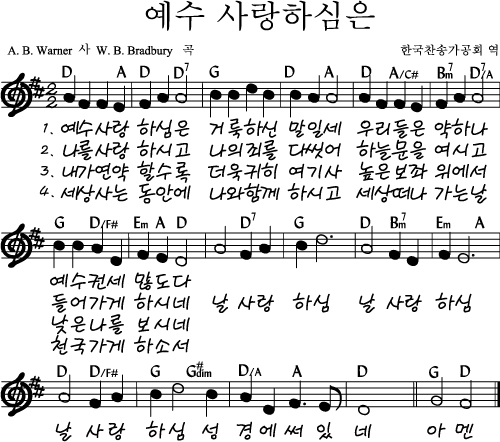 예수 사랑하심은
A. B. Warner 사 W. B. Bradbury 곡 한국찬송가공회 역
D A D D7 G D D A/C# Bm7 D7/A
1. 예수사랑 하심은 거룩하신 말일세 우리들은 약하나
2. 나를사랑 하시고 나의죄를 다씻어 하늘문을 여시고
3. 내가연약 할수록 더욱귀히 여기사 높은보좌 위에서
4. 세상사는 동안에 나와함께 하시고 세상떠나 가는날
G D/F# Em A D D7 G D Bm7 Em A
예수권세 많도다
들어가게 하시네 날 사랑 하심 날 사랑 하심
낮은나를 보시네
천국가게 하소서
D D/F# G G#dim D/A A D G D
날 사랑 하심 성 경에써 있 네 아 멘